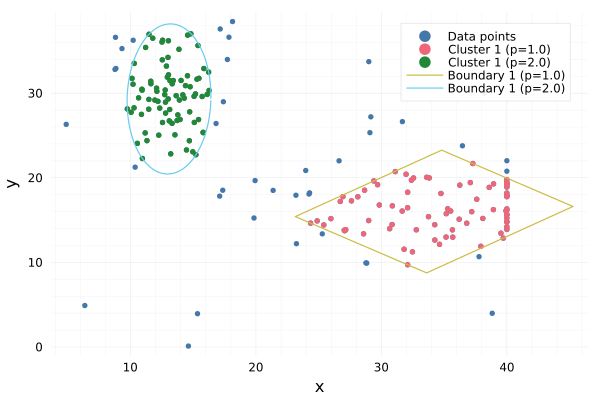 Data points
Cluster 1 (p=1.0)
Cluster 1 (p=2.0)
Boundary 1 (p=1.0)
Boundary 1 (p=2.0)
30
20
10
0
y
10 20 30 40
x